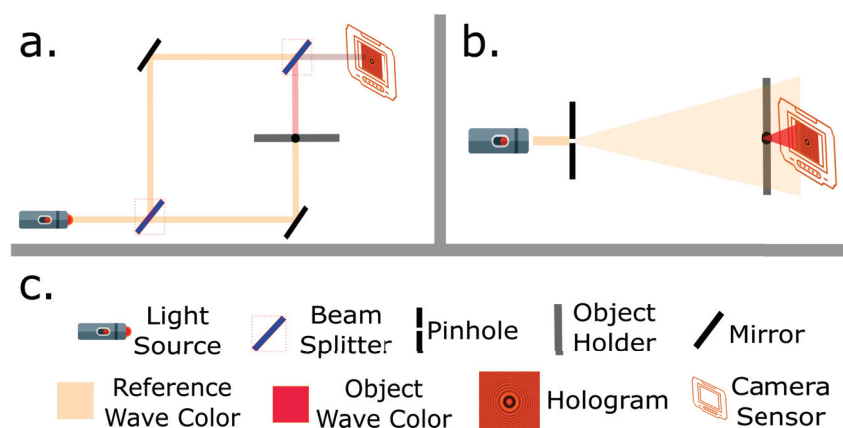 a.
b.
c.
Light
Source
Beam
Splitter
Pinhole
Object
Holder
Mirror
Reference
Wave Color
Object
Wave Color
Hologram
Camera
Sensor